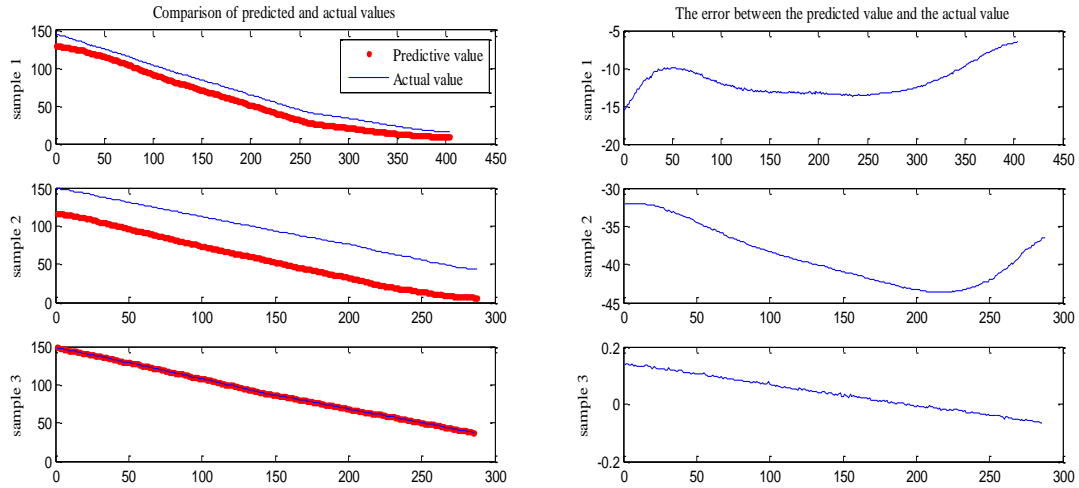 Comparison of predicted and actual values
150
100
50
0
sample 1
Predictive value
Actual value
0 50 100 150 200 250 300 350 400 450
150
100
50
0
sample 2
0 50 100 150 200 250 300
150
100
50
0
sample 3
0 50 100 150 200 250 300
The error between the predicted value and the actual value
-5
-10
-15
-20
sample 1
0 50 100 150 200 250 300 350 400 450
-30
-35
-40
-45
sample 2
0 50 100 150 200 250 300
0.2
0
-0.2
sample 3
0 50 100 150 200 250 300